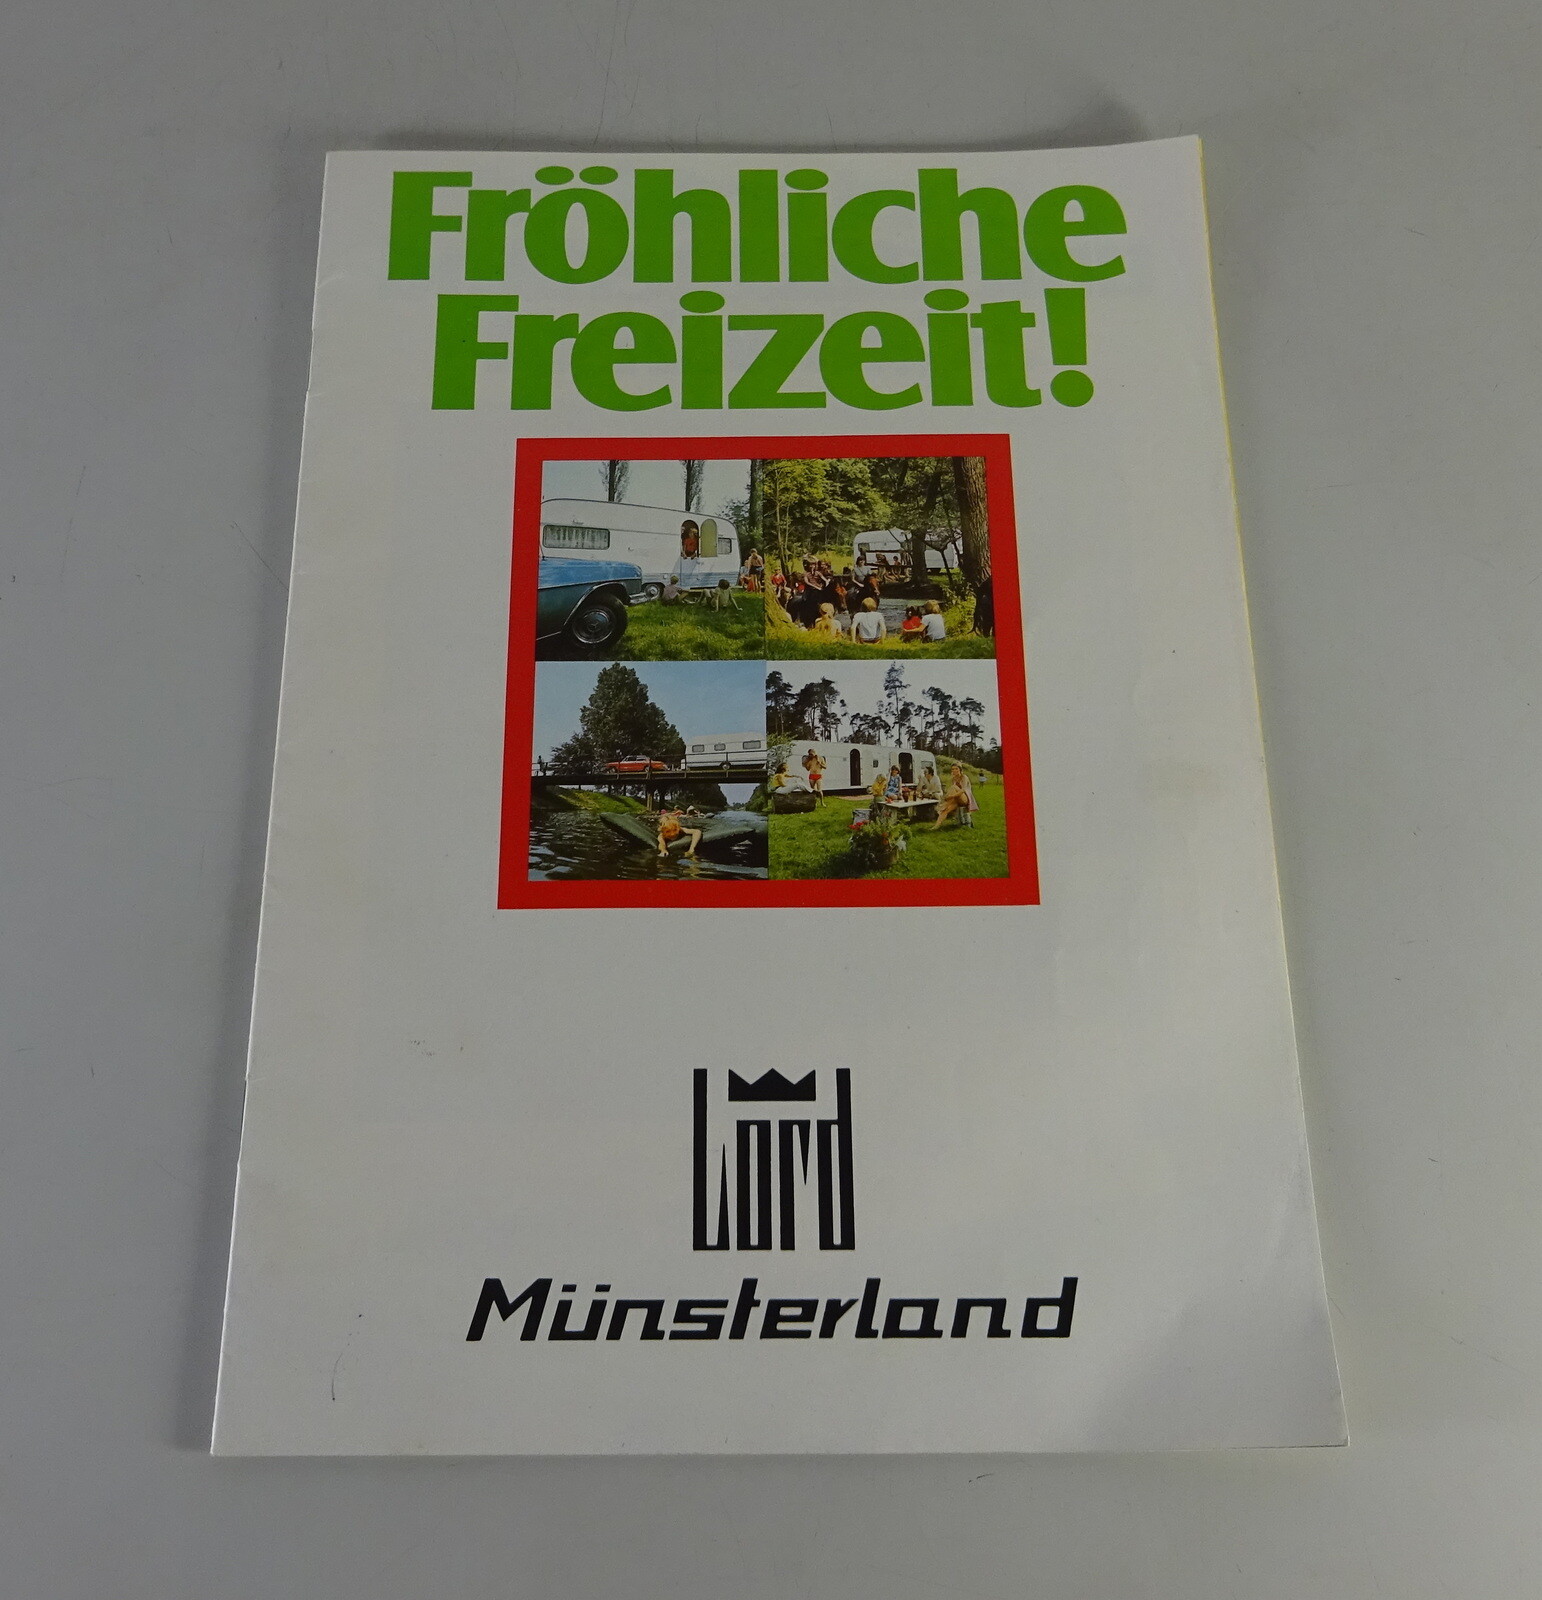 Fröhliche
Freizeit!
Lord
Münsterland